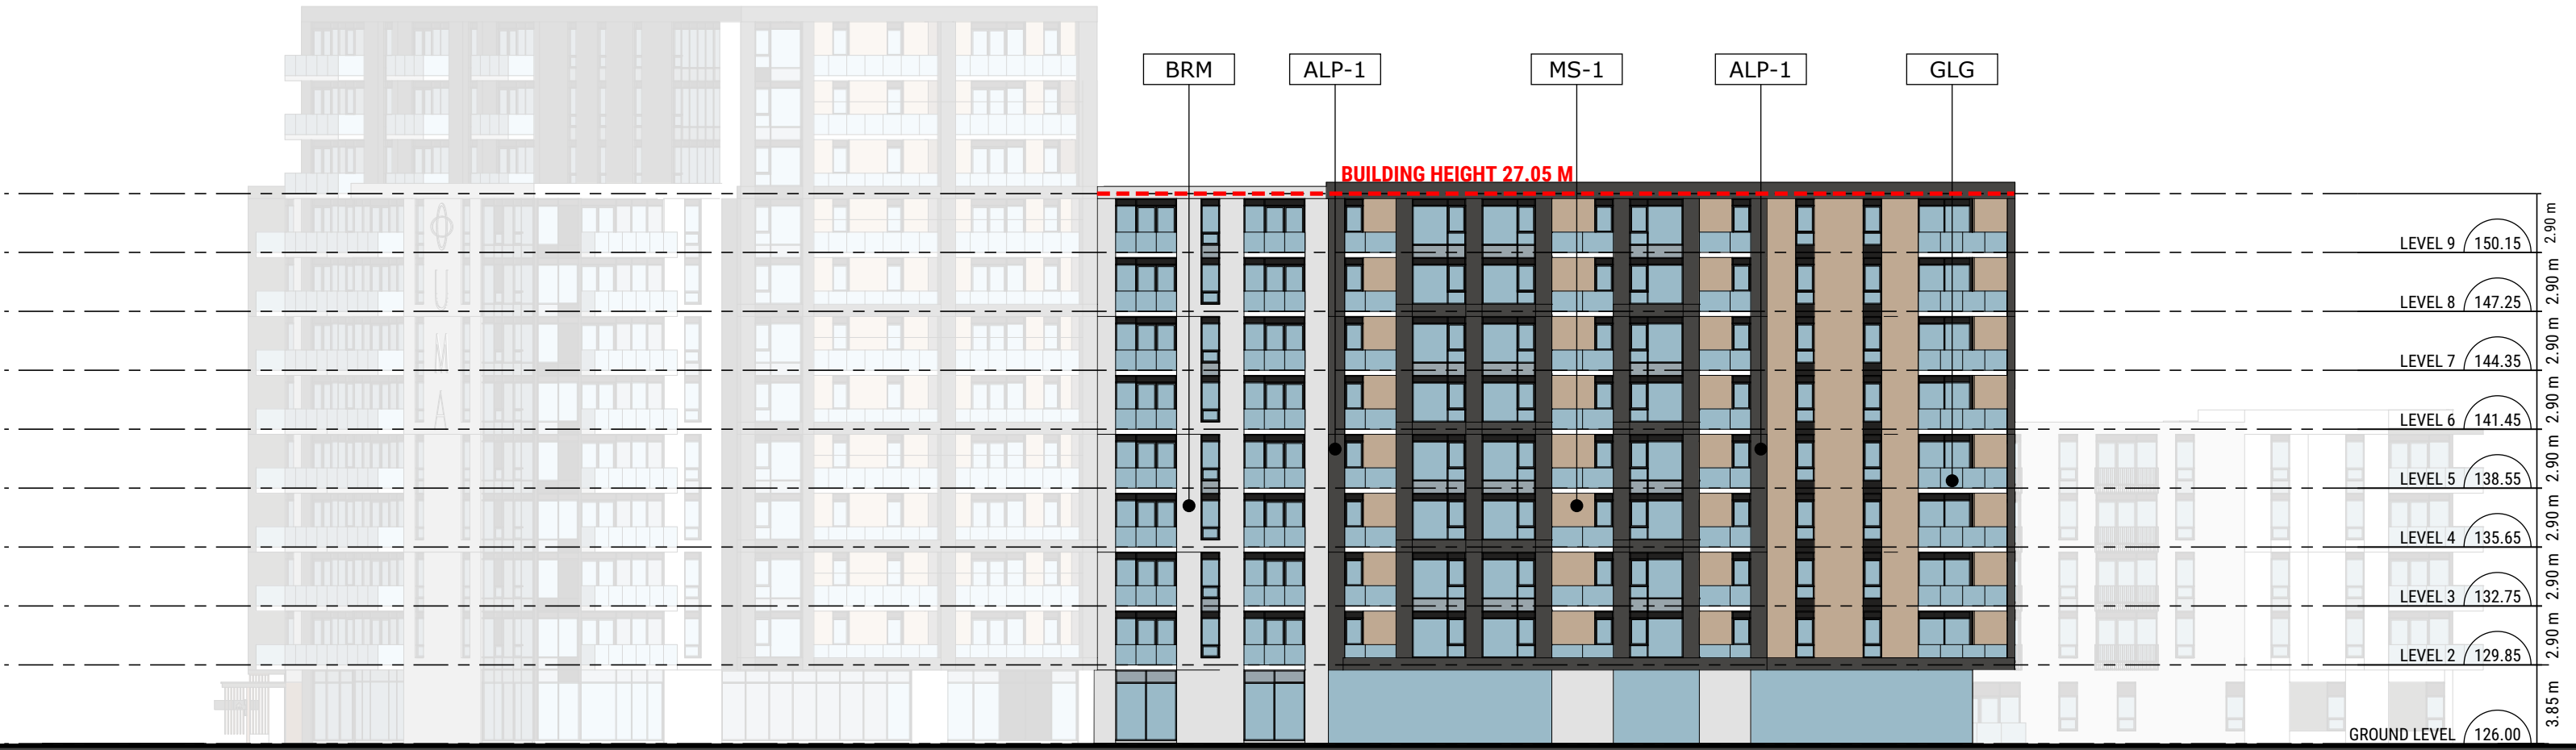 BRM
ALP-1
MS-1
ALP-1
GLG
BUILDING HEIGHT 27.05 M
LEVEL 9 150.15
2.90 m
LEVEL 8 147.25
2.90 m
LEVEL 7 144.35
2.90 m
LEVEL 6 141.45
2.90 m
LEVEL 5 138.55
2.90 m
LEVEL 4 135.65
2.90 m
LEVEL 3 132.75
2.90 m
LEVEL 2 129.85
2.90 m
GROUND LEVEL 126.00
3.85 m
U
M
A